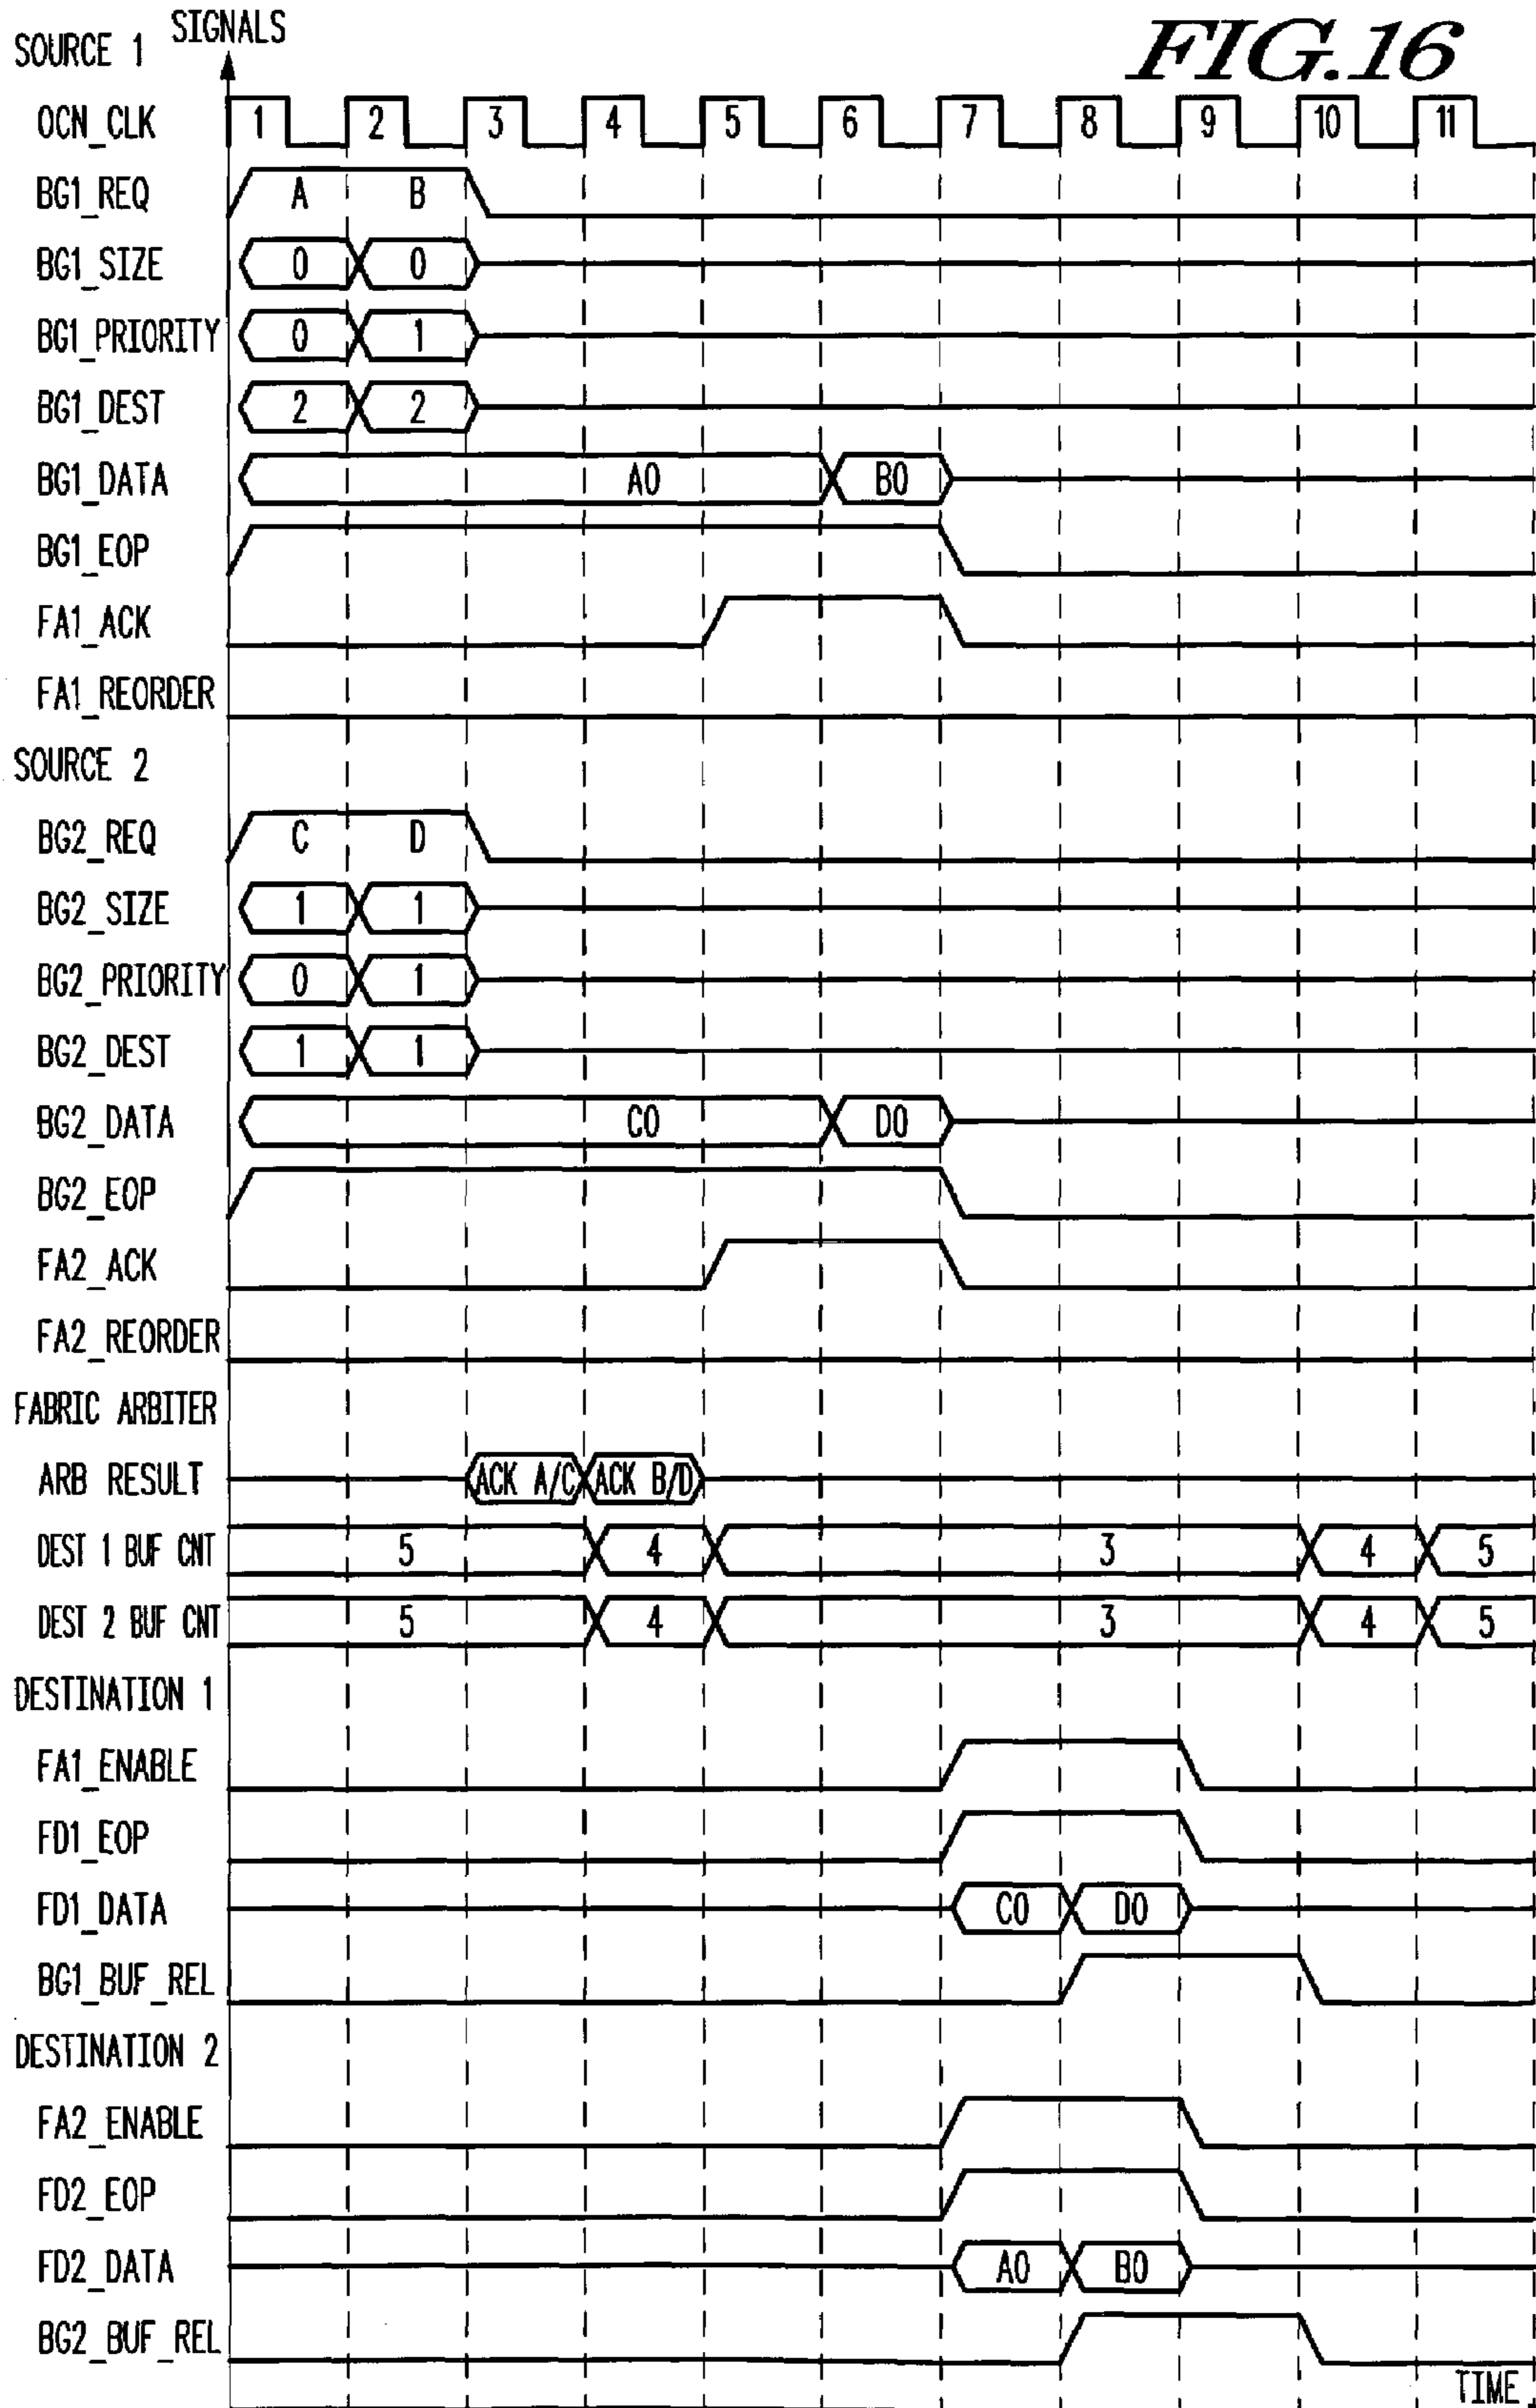 FIG.16
SIGNALS
SOURCE 1
OCN_CLK 1 2 3 4 5 6 7 8 9 10 11
BG1_REQ A B
BG1_SIZE 0 0
BG1_PRIORITY 0 1
BG1_DEST 2 2
BG1_DATA A0 B0
BG1_EOP
FA1_ACK
FA1_REORDER
SOURCE 2
BG2_REQ C D
BG2_SIZE 1 1
BG2_PRIORITY 0 1
BG2_DEST 1 1
BG2_DATA C0 D0
BG2_EOP
FA2_ACK
FA2_REORDER
FABRIC ARBITER
ARB RESULT ACK A/C ACK B/D
DEST 1 BUF CNT 5 4 3 4 5
DEST 2 BUF CNT 5 4 3 4 5
DESTINATION 1
FA1_ENABLE
FD1_EOP
FD1_DATA C0 D0
BG1_BUF_REL
DESTINATION 2
FA2_ENABLE
FD2_EOP
FD2_DATA A0 B0
BG2_BUF_REL
TIME